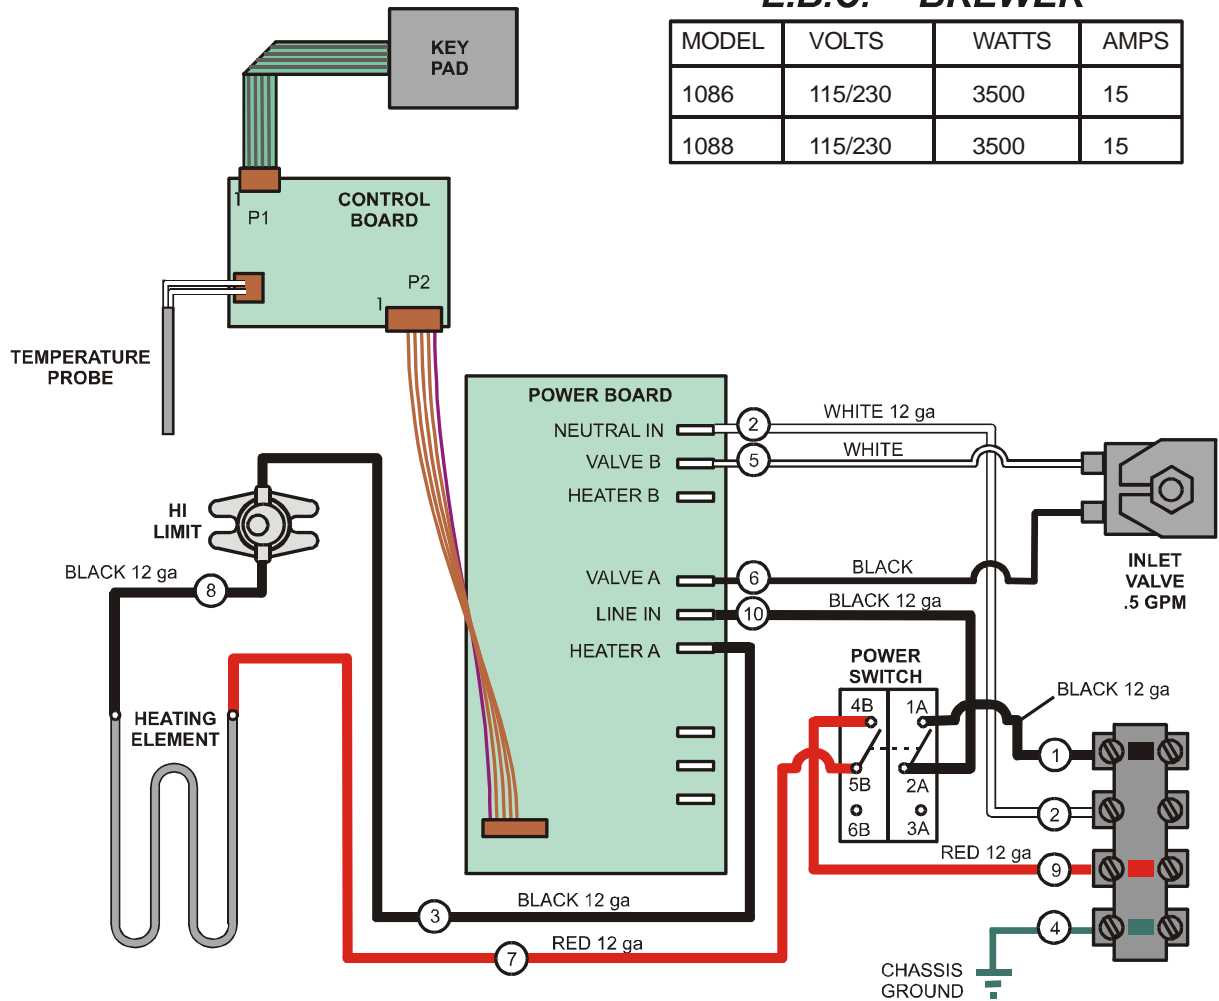 KEY
PAD
MODEL VOLTS WATTS AMPS
1086 115/230 3500 15
1088 115/230 3500 15
1
P1
CONTROL
BOARD
P2
1
TEMPERATURE
PROBE
POWER BOARD
NEUTRAL IN
VALVE B
HEATER B
VALVE A
LINE IN
HEATER A
2
WHITE 12 ga
5
WHITE
6
BLACK
10
BLACK 12 ga
INLET
VALVE
.5 GPM
HI
LIMIT
BLACK 12 ga
8
HEATING
ELEMENT
POWER
SWITCH
4B 1A
5B 2A
6B 3A
BLACK 12 ga
1
2
RED 12 ga
9
4
BLACK 12 ga
3
RED 12 ga
7
CHASSIS
GROUND